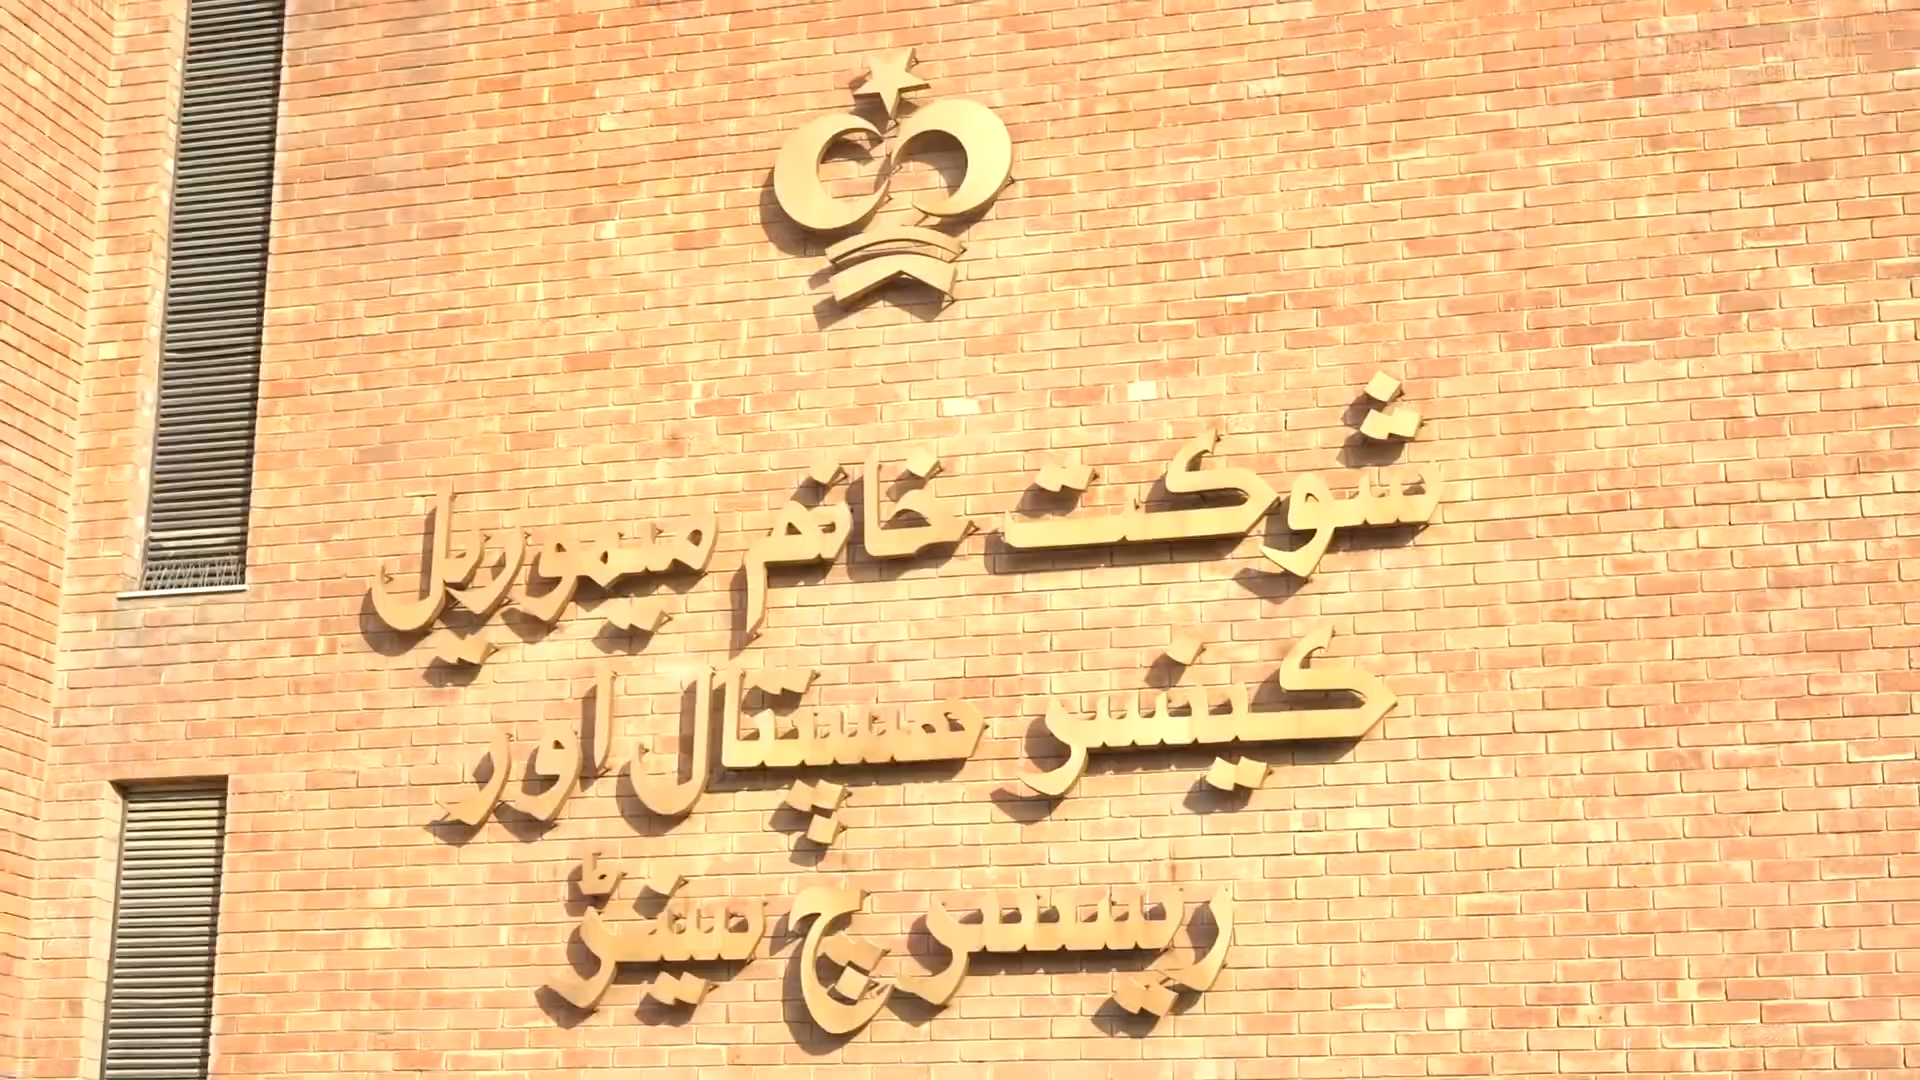 شوکت خانم میموریل
کینسر ہسپتال اور
ریسرچ سینٹر